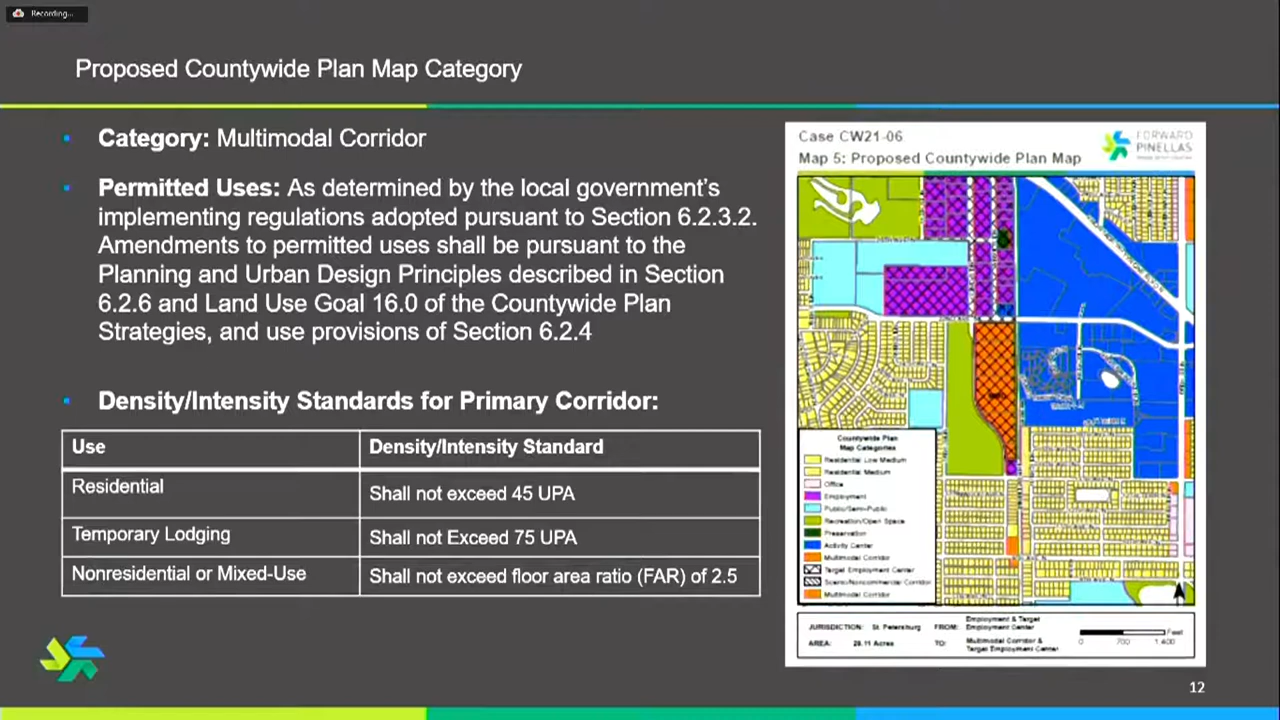 Recording...
Proposed Countywide Plan Map Category
• Category: Multimodal Corridor
• Permitted Uses: As determined by the local government's
implementing regulations adopted pursuant to Section 6.2.3.2.
Amendments to permitted uses shall be pursuant to the
Planning and Urban Design Principles described in Section
6.2.6 and Land Use Goal 16.0 of the Countywide Plan
Strategies, and use provisions of Section 6.2.4
• Density/Intensity Standards for Primary Corridor:
Use Density/Intensity Standard
Residential Shall not exceed 45 UPA
Temporary Lodging Shall not Exceed 75 UPA
Nonresidential or Mixed-Use Shall not exceed floor area ratio (FAR) of 2.5
Case CW21-06
Map 5: Proposed Countywide Plan Map
FORWARD
PINELLAS
Countywide Plan
Map Categories
Residential Low Medium
Residential Medium
Office
Employment
Public/Semi-Public
Recreation/Open Space
Preservation
Activity Center
Multimodal Corridor
Target Employment Center
Scenic/Noncommercial Corridor
Multimodal Corridor
JURISDICTION: St. Petersburg
AREA: 29.11 Acres
FROM: Employment & Target
Employment Center
TO: Multimodal Corridor &
Target Employment Center
Feet
0 700 1,400
12